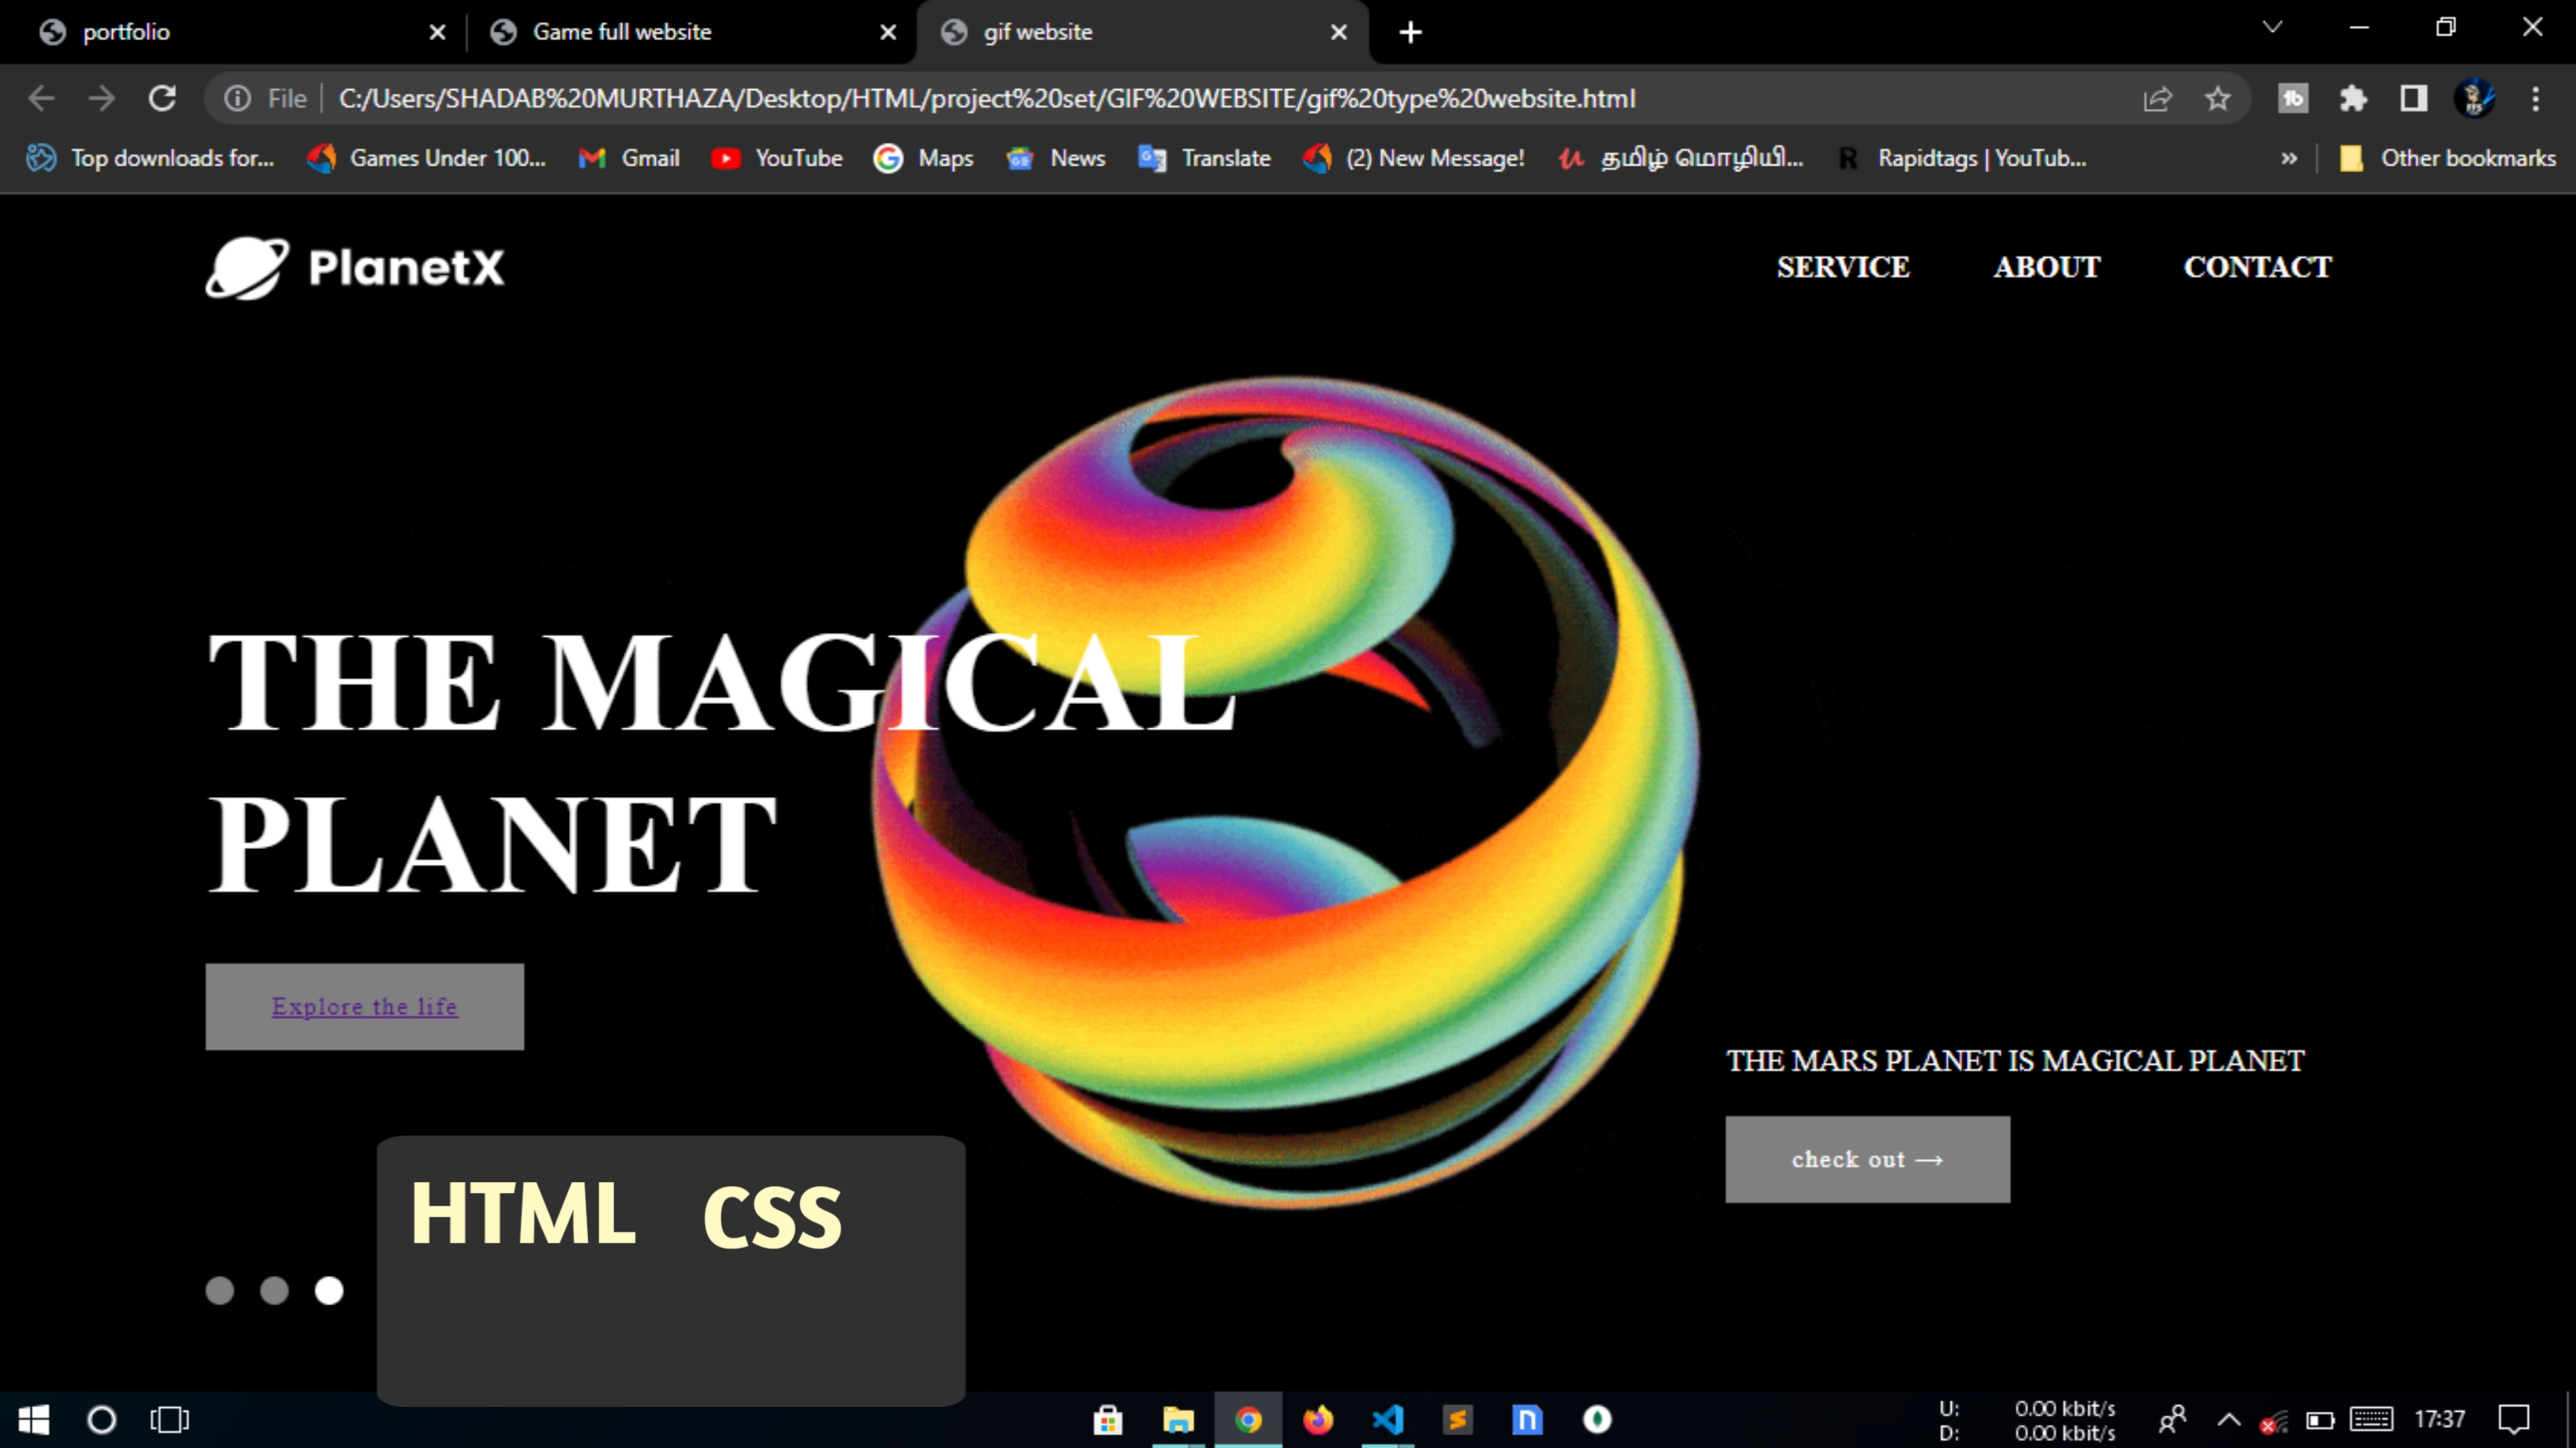 portfolio
Game full website
gif website
File
C:/Users/SHADAB%20MURTHAZA/Desktop/HTML/project%20set/GIF%20WEBSITE/gif%20type%20website.html
Top downloads for...
Games Under 100...
Gmail
YouTube
Maps
News
Translate
(2) New Message!
தமிழ் மொழியி...
Rapidtags | YouTub...
»
Other bookmarks
PlanetX
SERVICE
ABOUT
CONTACT
THE MAGICAL
PLANET
Explore the life
THE MARS PLANET IS MAGICAL PLANET
check out →
HTML CSS
U: 0.00 kbit/s
D: 0.00 kbit/s
17:37